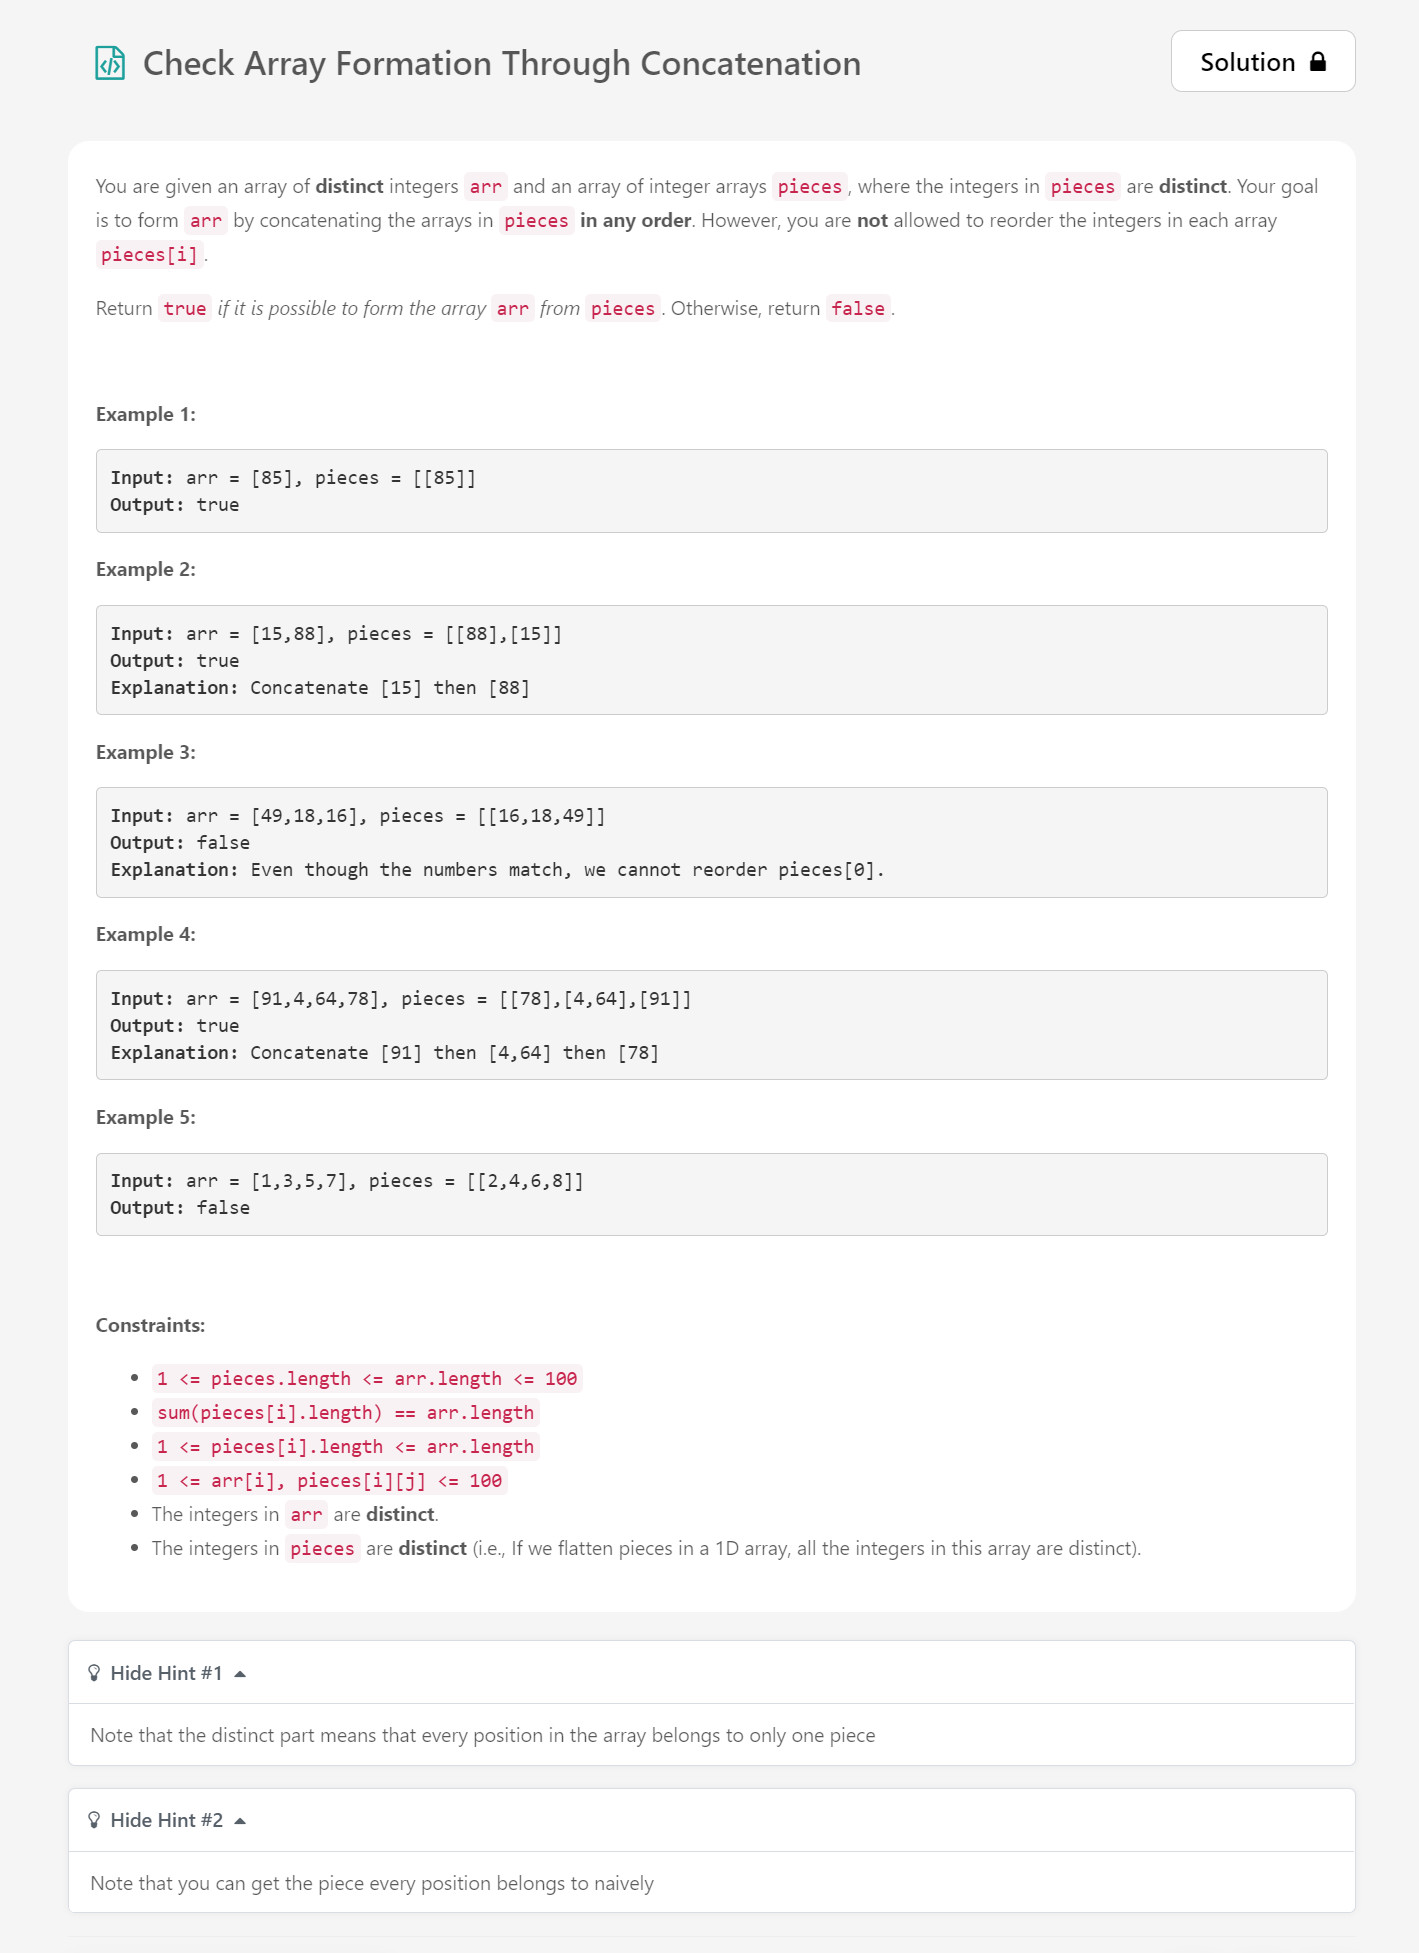 Check Array Formation Through Concatenation
Solution
You are given an array of distinct integers arr and an array of integer arrays pieces, where the integers in pieces are distinct. Your goal
is to form arr by concatenating the arrays in pieces in any order. However, you are not allowed to reorder the integers in each array
pieces[i].
Return true if it is possible to form the array arr from pieces. Otherwise, return false.
Example 1:
Input: arr = [85], pieces = [[85]]
Output: true
Example 2:
Input: arr = [15,88], pieces = [[88],[15]]
Output: true
Explanation: Concatenate [15] then [88]
Example 3:
Input: arr = [49,18,16], pieces = [[16,18,49]]
Output: false
Explanation: Even though the numbers match, we cannot reorder pieces[0].
Example 4:
Input: arr = [91,4,64,78], pieces = [[78],[4,64],[91]]
Output: true
Explanation: Concatenate [91] then [4,64] then [78]
Example 5:
Input: arr = [1,3,5,7], pieces = [[2,4,6,8]]
Output: false
Constraints:
1 <= pieces.length <= arr.length <= 100
sum(pieces[i].length) == arr.length
1 <= pieces[i].length <= arr.length
1 <= arr[i], pieces[i][j] <= 100
The integers in arr are distinct.
The integers in pieces are distinct (i.e., If we flatten pieces in a 1D array, all the integers in this array are distinct).
Hide Hint #1
Note that the distinct part means that every position in the array belongs to only one piece
Hide Hint #2
Note that you can get the piece every position belongs to naively